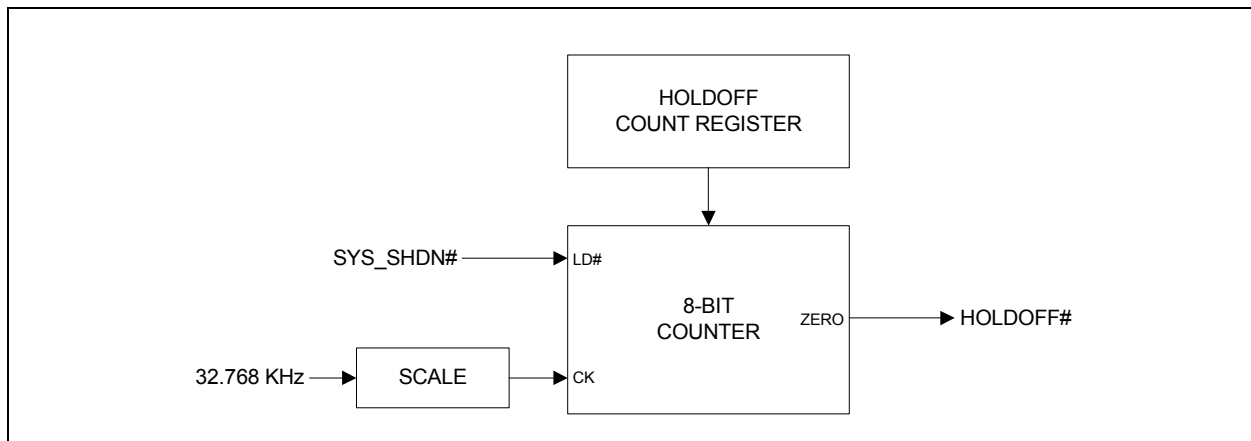 HOLDOFF
COUNT REGISTER
SYS_SHDN#
LD#
8-BIT
COUNTER
ZERO
HOLDOFF#
32.768 KHz
SCALE
CK